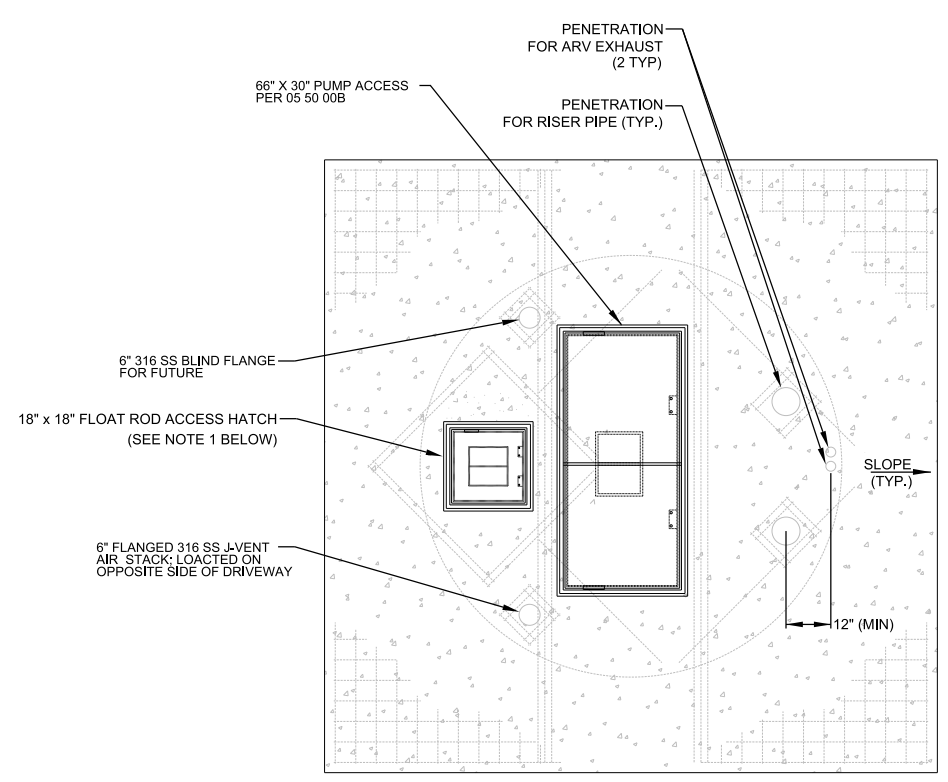 PENETRATION
FOR ARV EXHAUST
(2 TYP)
66" X 30" PUMP ACCESS
PER 05 50 00B
PENETRATION
FOR RISER PIPE (TYP.)
6" 316 SS BLIND FLANGE
FOR FUTURE
18" x 18" FLOAT ROD ACCESS HATCH
(SEE NOTE 1 BELOW)
SLOPE
(TYP.)
6" FLANGED 316 SS J-VENT
AIR STACK; LOACTED ON
OPPOSITE SIDE OF DRIVEWAY
12" (MIN)